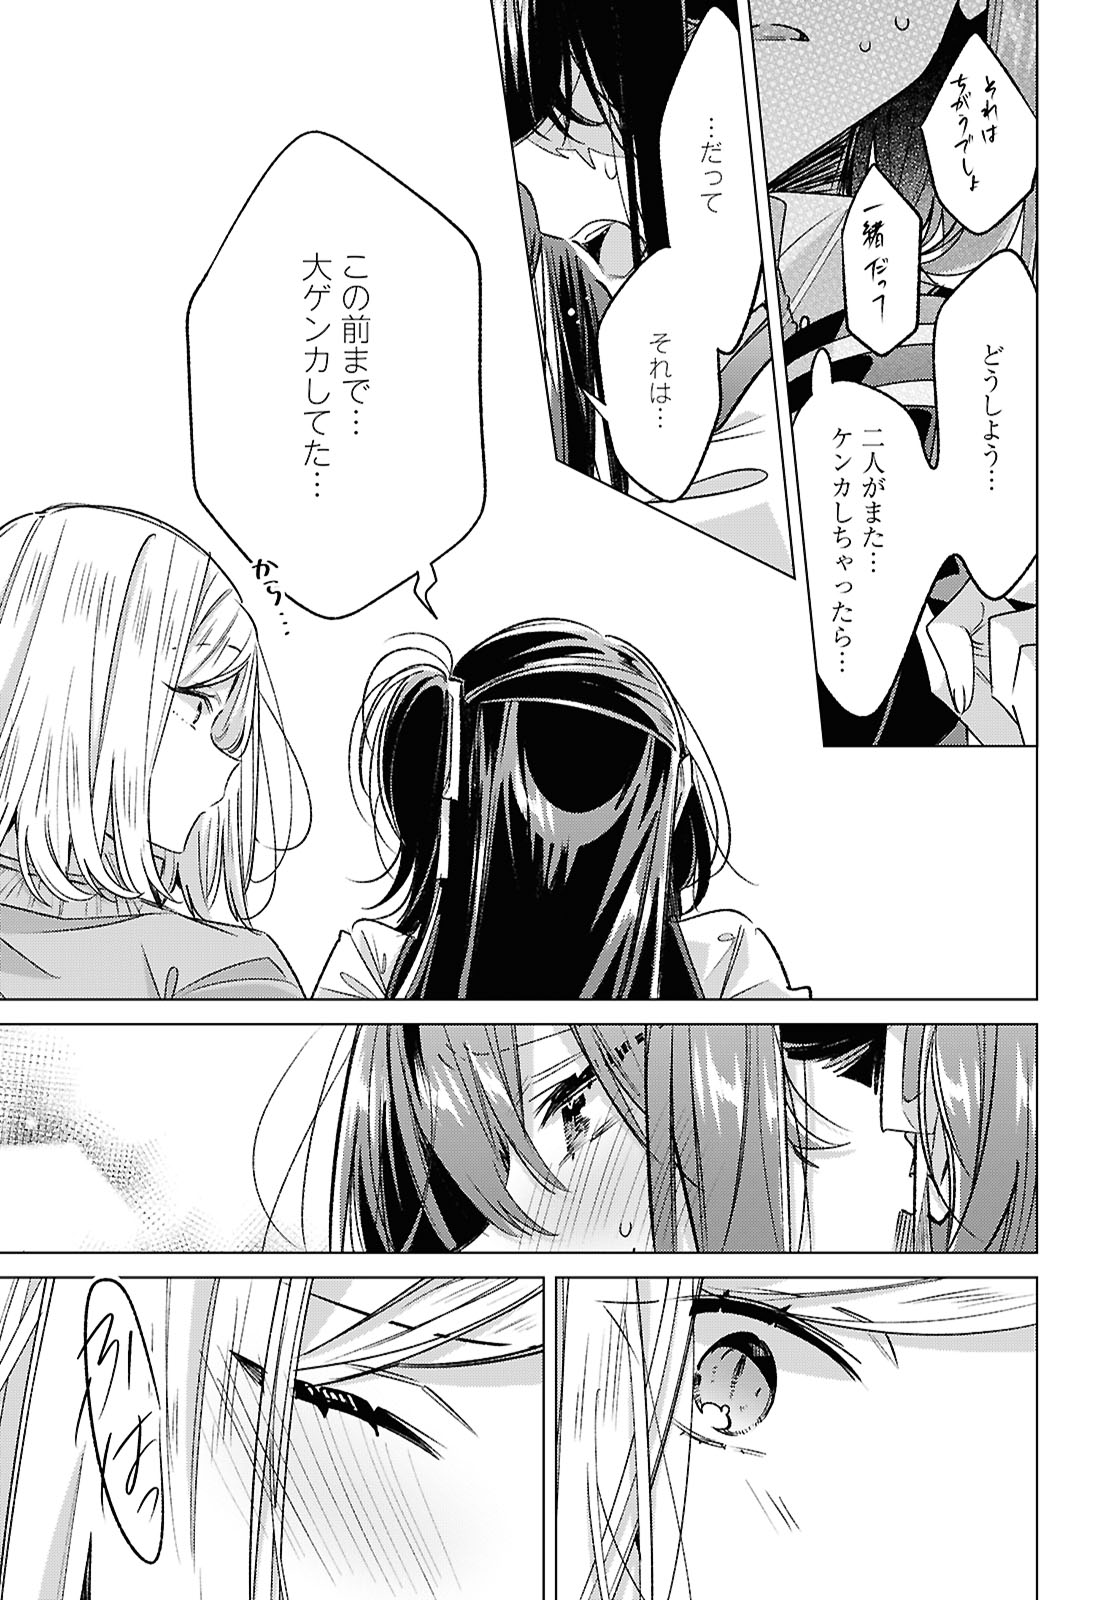 それは
ちがうでしょ
一緒だって
どうしよう…
二人がまた…
ケンカしちゃったら…
…だって
それは…
この前まで…
大ゲンカしてた…
から…
ふはっ